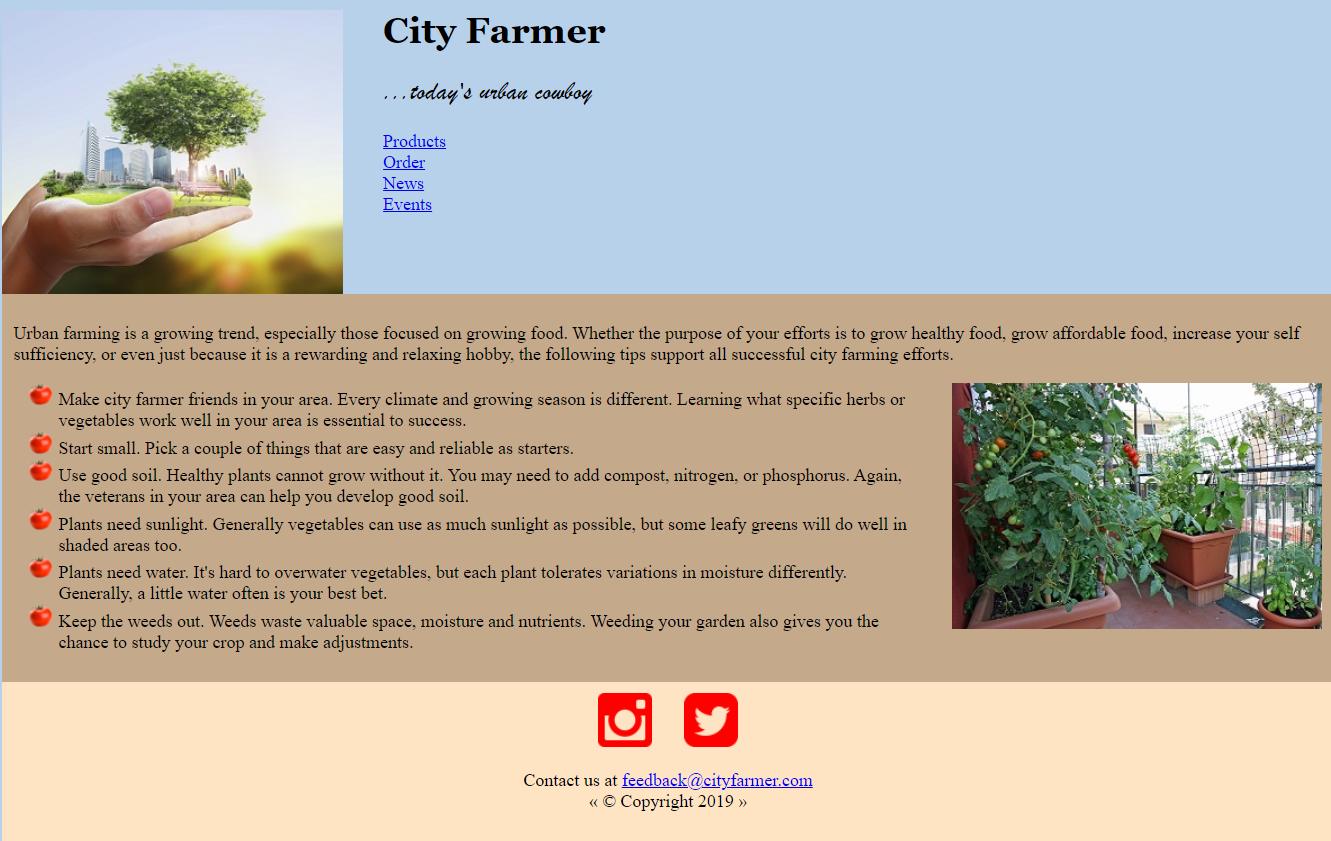 City Farmer
...today's urban cowboy
Products
Order
News
Events
Urban farming is a growing trend, especially those focused on growing food. Whether the purpose of your efforts is to grow healthy food, grow affordable food, increase your self
sufficiency, or even just because it is a rewarding and relaxing hobby, the following tips support all successful city farming efforts.
Make city farmer friends in your area. Every climate and growing season is different. Learning what specific herbs or
vegetables work well in your area is essential to success.
Start small. Pick a couple of things that are easy and reliable as starters.
Use good soil. Healthy plants cannot grow without it. You may need to add compost, nitrogen, or phosphorus. Again,
the veterans in your area can help you develop good soil.
Plants need sunlight. Generally vegetables can use as much sunlight as possible, but some leafy greens will do well in
shaded areas too.
Plants need water. It's hard to overwater vegetables, but each plant tolerates variations in moisture differently.
Generally, a little water often is your best bet.
Keep the weeds out. Weeds waste valuable space, moisture and nutrients. Weeding your garden also gives you the
chance to study your crop and make adjustments.
Contact us at feedback@cityfarmer.com
« © Copyright 2019 »